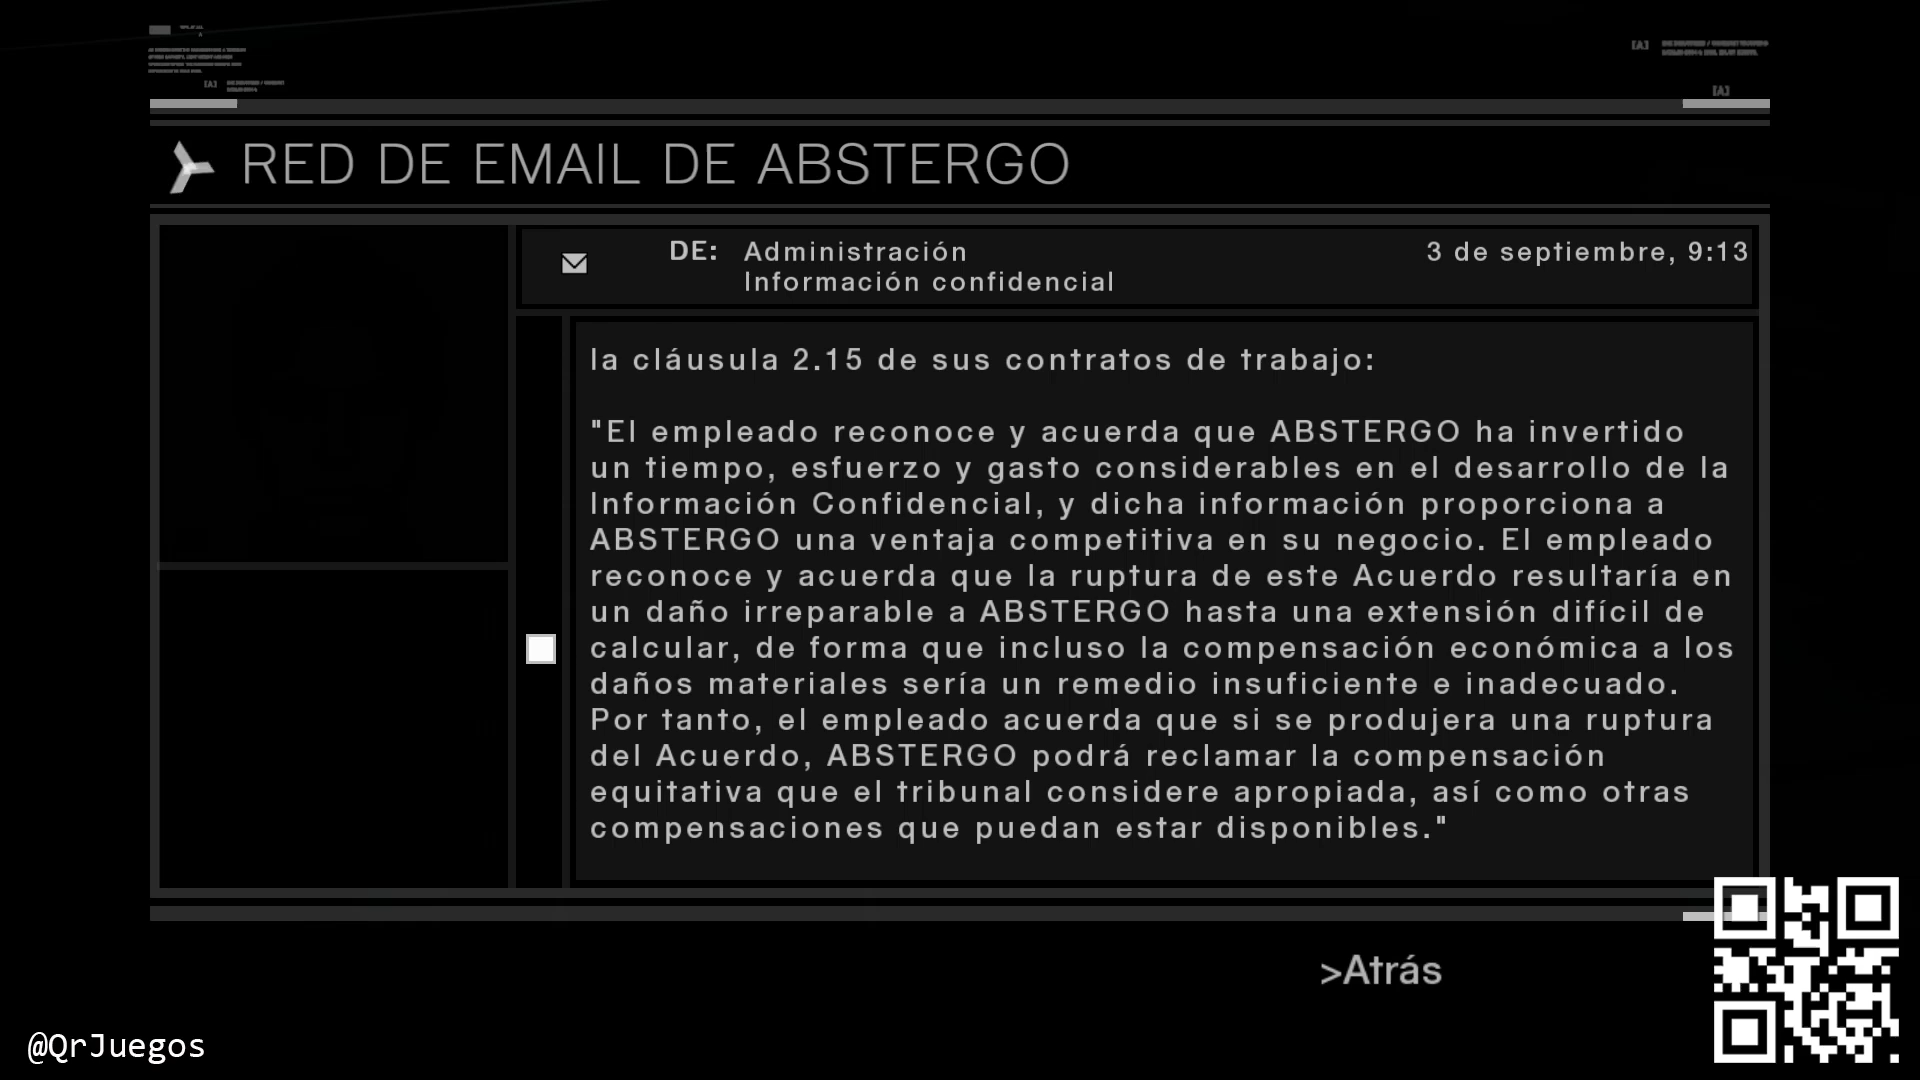 [A]
[A]
[A]
RED DE EMAIL DE ABSTERGO
DE: Administración
3 de septiembre, 9:13
Información confidencial
la cláusula 2.15 de sus contratos de trabajo:
"El empleado reconoce y acuerda que ABSTERGO ha invertido
un tiempo, esfuerzo y gasto considerables en el desarrollo de la
Información Confidencial, y dicha información proporciona a
ABSTERGO una ventaja competitiva en su negocio. El empleado
reconoce y acuerda que la ruptura de este Acuerdo resultaría en
un daño irreparable a ABSTERGO hasta una extensión difícil de
calcular, de forma que incluso la compensación económica a los
daños materiales sería un remedio insuficiente e inadecuado.
Por tanto, el empleado acuerda que si se produjera una ruptura
del Acuerdo, ABSTERGO podrá reclamar la compensación
equitativa que el tribunal considere apropiada, así como otras
compensaciones que puedan estar disponibles."
>Atrás
@QrJuegos